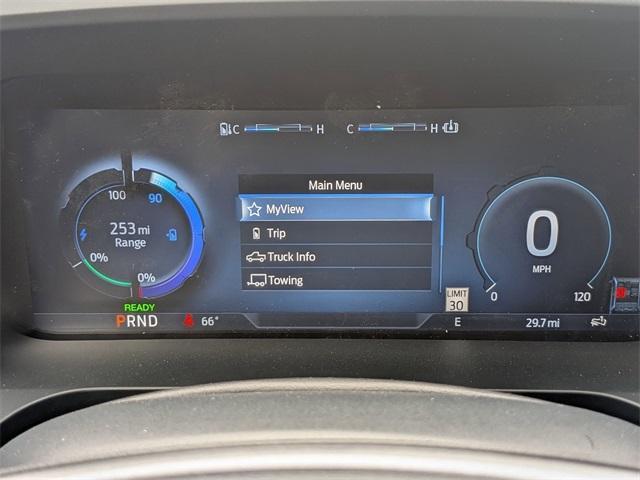 C H C H
Main Menu
MyView
Trip
Truck Info
Towing
100 90
253 mi
Range
0%
0%
READY
PRND 66°
0
MPH
0 120
LIMIT
30
E 29.7 mi